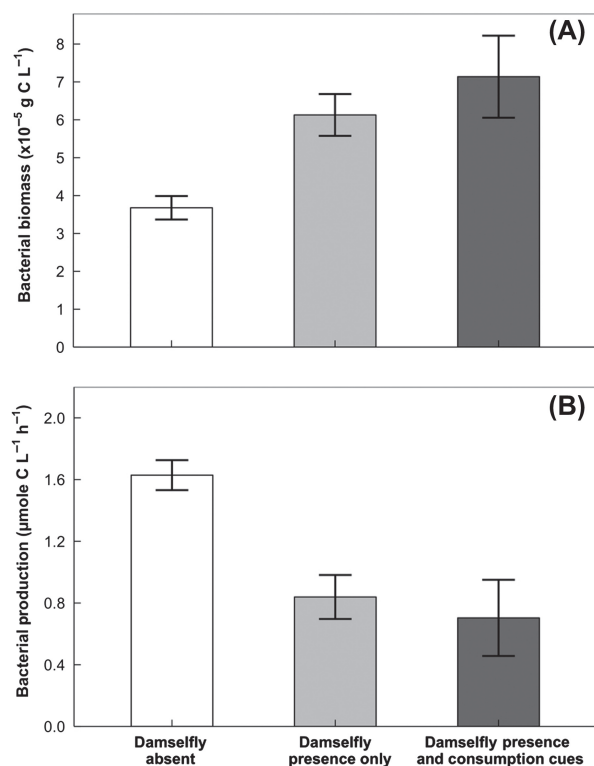 (A)
Bacterial biomass (x10⁻⁵ g C L⁻¹)
8
7
6
5
4
3
2
1
0
(B)
Bacterial production (µmole C L⁻¹ h⁻¹)
2.0
1.6
1.2
0.8
0.4
0.0
Damselfly
absent
Damselfly
presence only
Damselfly presence
and consumption cues